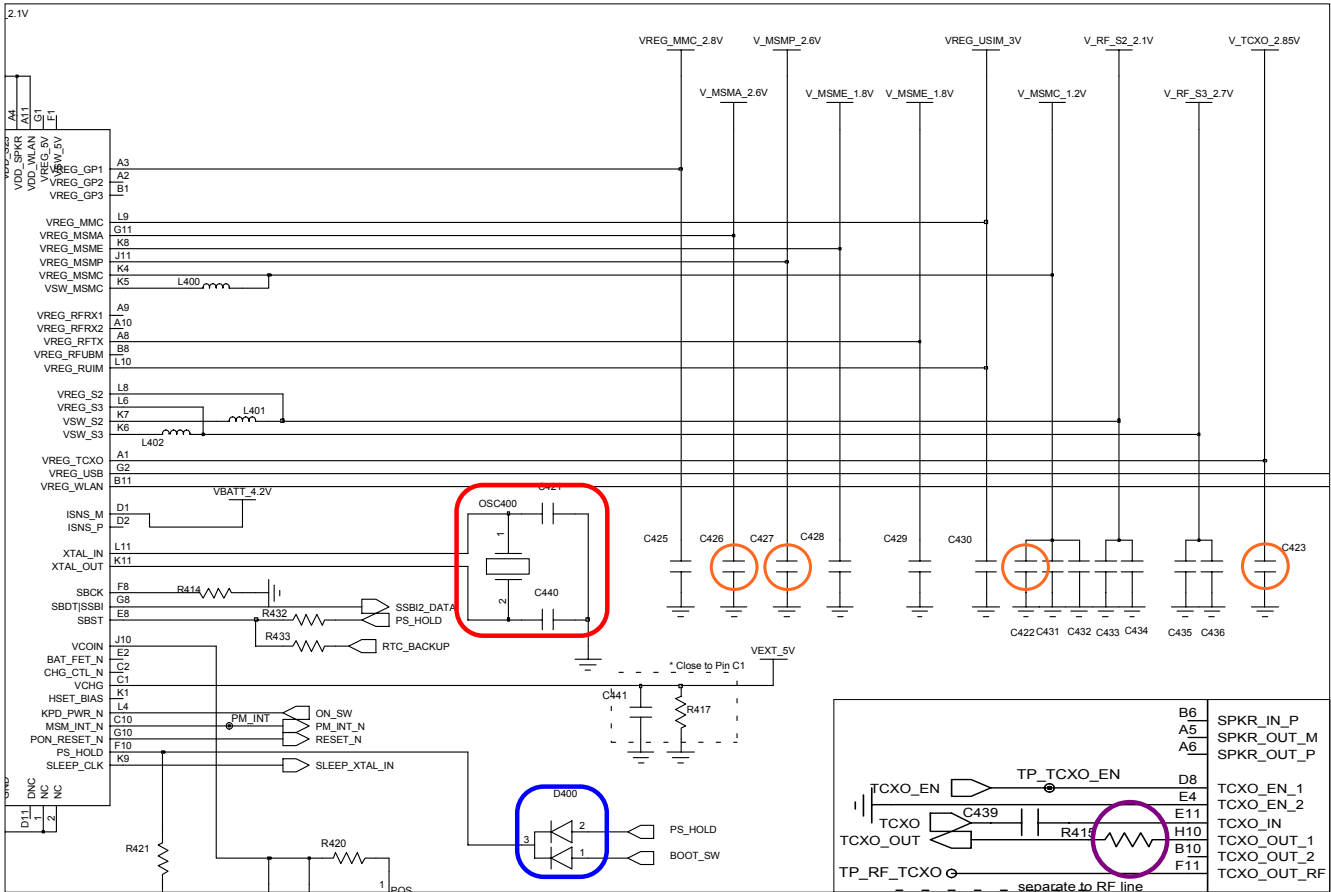 _2.1V
VREG_MMC_2.8V
V_MSMP_2.6V
VREG_USIM_3V
V_RF_S2_2.1V
V_TCXO_2.85V
V_MSMA_2.6V
V_MSME_1.8V
V_MSME_1.8V
V_MSMC_1.2V
V_RF_S3_2.7V
A4
A11
G1
F1
VDD_SPKR
VDD_WLAN
VREG_5V
VSW_5V
VREG_GP1 A3
VREG_GP2 A2
VREG_GP3 B1
VREG_MMC L9
VREG_MSMA G11
VREG_MSME K8
VREG_MSMP J11
VREG_MSMC K4
VSW_MSMC K5 L400
VREG_RFRX1 A9
VREG_RFRX2 A10
VREG_RFTX A8
VREG_RFUBM B8
VREG_RUIM L10
VREG_S2 L8
VREG_S3 L6
VSW_S2 K7 L401
VSW_S3 K6 L402
VREG_TCXO A1
VREG_USB G2
VREG_WLAN B11
VBATT_4.2V
ISNS_M D1
ISNS_P D2
XTAL_IN L11
XTAL_OUT K11
OSC400
C421
1
2
C440
C425
C426
C427
C428
C429
C430
C423
C422
C431
C432
C433
C434
C435
C436
SBCK F8 R414
SBDT|SSBI G8 SSBI2_DATA
SBST E8 R432 PS_HOLD
R433 RTC_BACKUP
VCOIN J10
BAT_FET_N E2
CHG_CTL_N C2
VCHG C1
HSET_BIAS K1
KPD_PWR_N L4 ON_SW
MSM_INT_N C10 PM_INT PM_INT_N
PON_RESET_N G10 RESET_N
PS_HOLD F10
SLEEP_CLK K9 SLEEP_XTAL_IN
VEXT_5V
* Close to Pin C1
C441
R417
GND
DNC
NC
NC
D11
1
2
R421
R420
1
POS
D400
3
2
1
PS_HOLD
BOOT_SW
B6 SPKR_IN_P
A5 SPKR_OUT_M
A6 SPKR_OUT_P
TCXO_EN TP_TCXO_EN D8 TCXO_EN_1
E4 TCXO_EN_2
TCXO C439 E11 TCXO_IN
TCXO_OUT R415 H10 TCXO_OUT_1
B10 TCXO_OUT_2
TP_RF_TCXO F11 TCXO_OUT_RF
separate to RF line